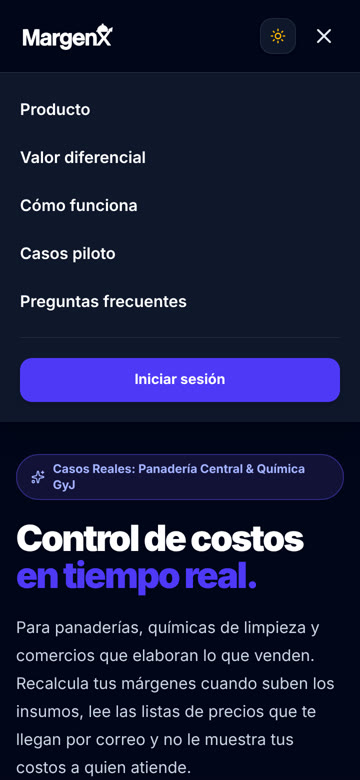 MargenX
Producto
Valor diferencial
Cómo funciona
Casos piloto
Preguntas frecuentes
Iniciar sesión
Casos Reales: Panadería Central & Química
GyJ
Control de costos
en tiempo real.
Para panaderías, químicas de limpieza y
comercios que elaboran lo que venden.
Recalcula tus márgenes cuando suben los
insumos, lee las listas de precios que te
llegan por correo y no le muestra tus
costos a quien atiende.